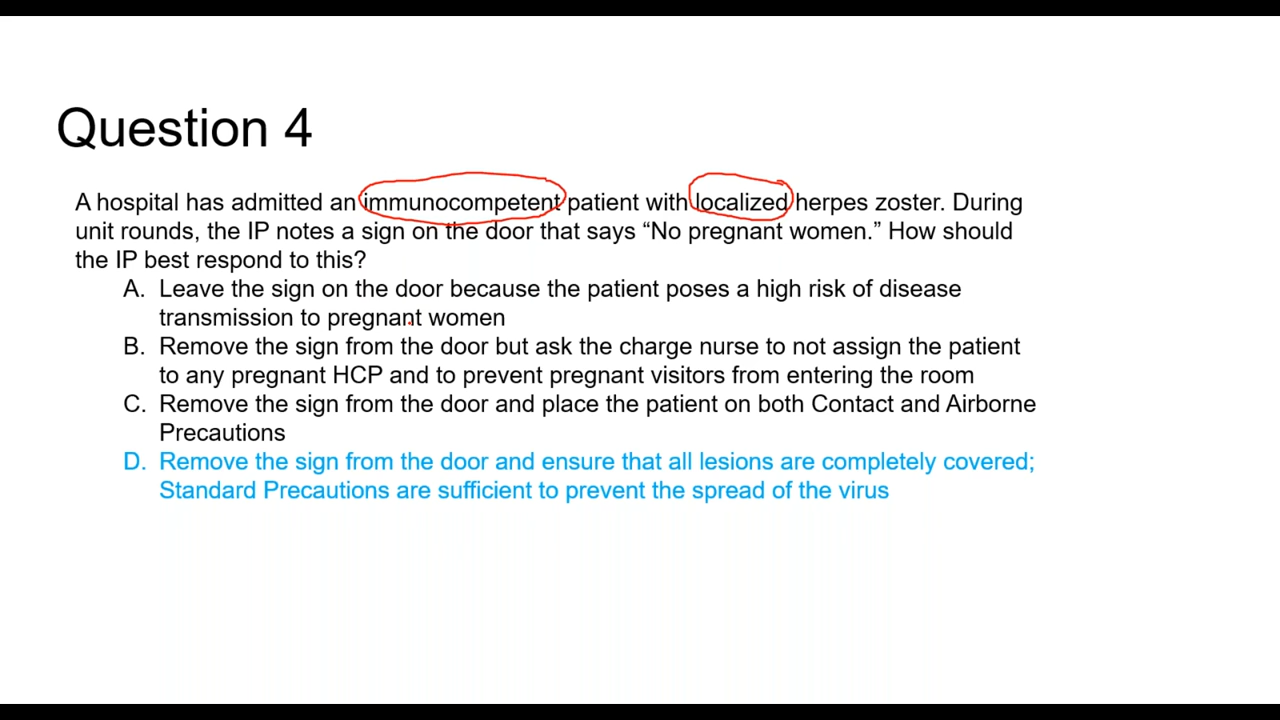 Question 4
A hospital has admitted an immunocompetent patient with localized herpes zoster. During
unit rounds, the IP notes a sign on the door that says “No pregnant women.” How should
the IP best respond to this?
A. Leave the sign on the door because the patient poses a high risk of disease
transmission to pregnant women
B. Remove the sign from the door but ask the charge nurse to not assign the patient
to any pregnant HCP and to prevent pregnant visitors from entering the room
C. Remove the sign from the door and place the patient on both Contact and Airborne
Precautions
D. Remove the sign from the door and ensure that all lesions are completely covered;
Standard Precautions are sufficient to prevent the spread of the virus